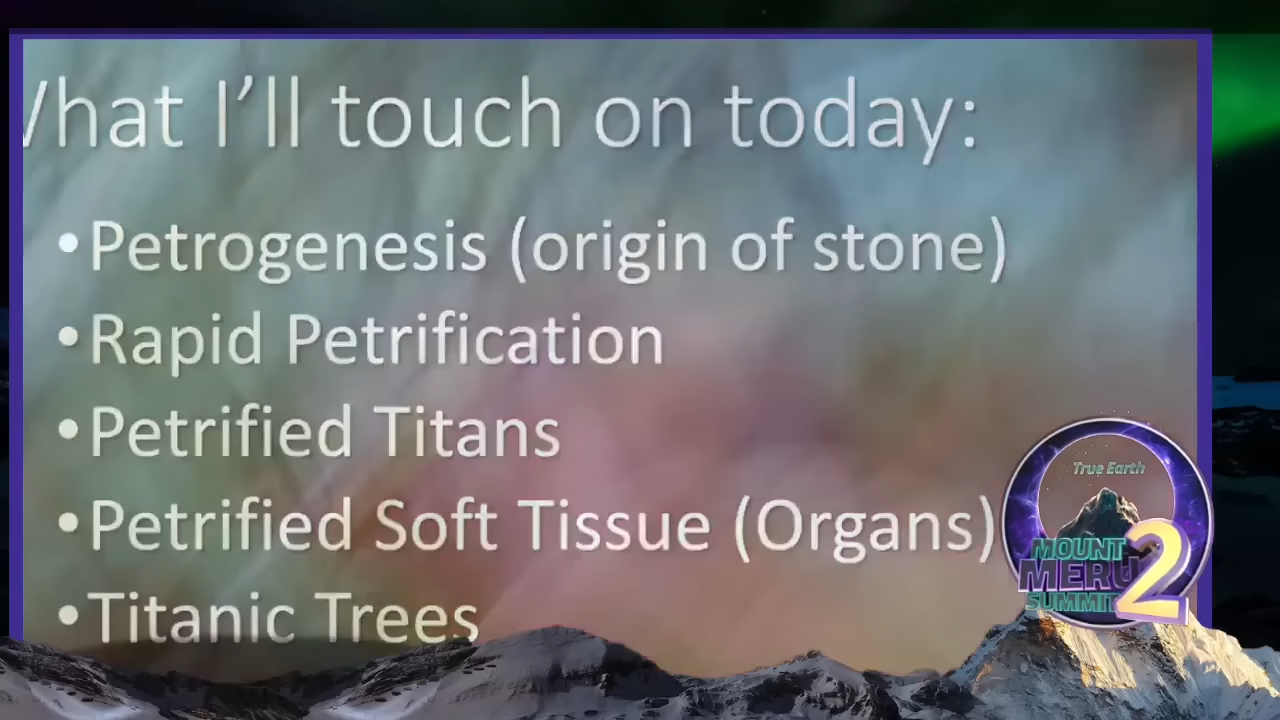 What I'll touch on today:
•Petrogenesis (origin of stone)
•Rapid Petrification
•Petrified Titans
•Petrified Soft Tissue (Organs)
•Titanic Trees
True Earth
MOUNT
MERU
SUMMIT
2